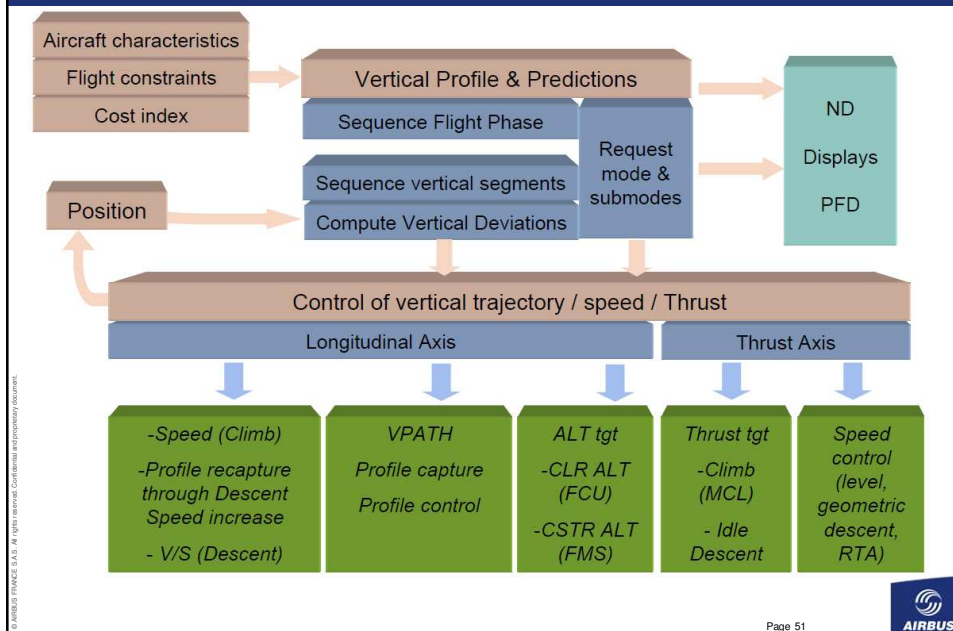 Aircraft characteristics
Flight constraints
Cost index
Vertical Profile & Predictions
Sequence Flight Phase
Sequence vertical segments
Compute Vertical Deviations
Request
mode &
submodes
ND
Displays
PFD
Position
Control of vertical trajectory / speed / Thrust
Longitudinal Axis
Thrust Axis
-Speed (Climb)
-Profile recapture
through Descent
Speed increase
- V/S (Descent)
VPATH
Profile capture
Profile control
ALT tgt
-CLR ALT
(FCU)
-CSTR ALT
(FMS)
Thrust tgt
-Climb
(MCL)
- Idle
Descent
Speed
control
(level,
geometric
descent,
RTA)
© AIRBUS FRANCE S.A.S. All rights reserved. Confidential and proprietary document.
Page 51
AIRBUS